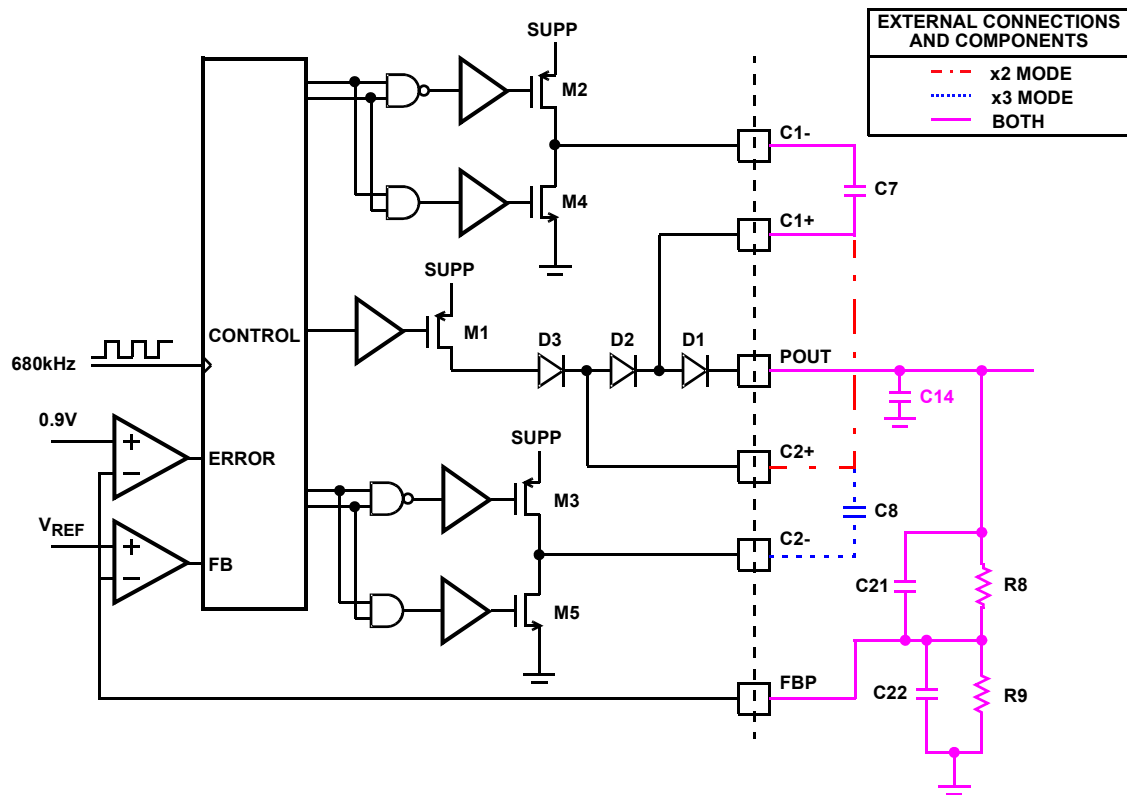 EXTERNAL CONNECTIONS
AND COMPONENTS
x2 MODE
x3 MODE
BOTH
SUPP
M2
C1-
C7
M4
C1+
SUPP
M1
CONTROL
680kHz
D3
D2
D1
POUT
C14
0.9V
ERROR
SUPP
C2+
M3
C8
VREF
FB
C2-
C21
R8
M5
FBP
C22
R9